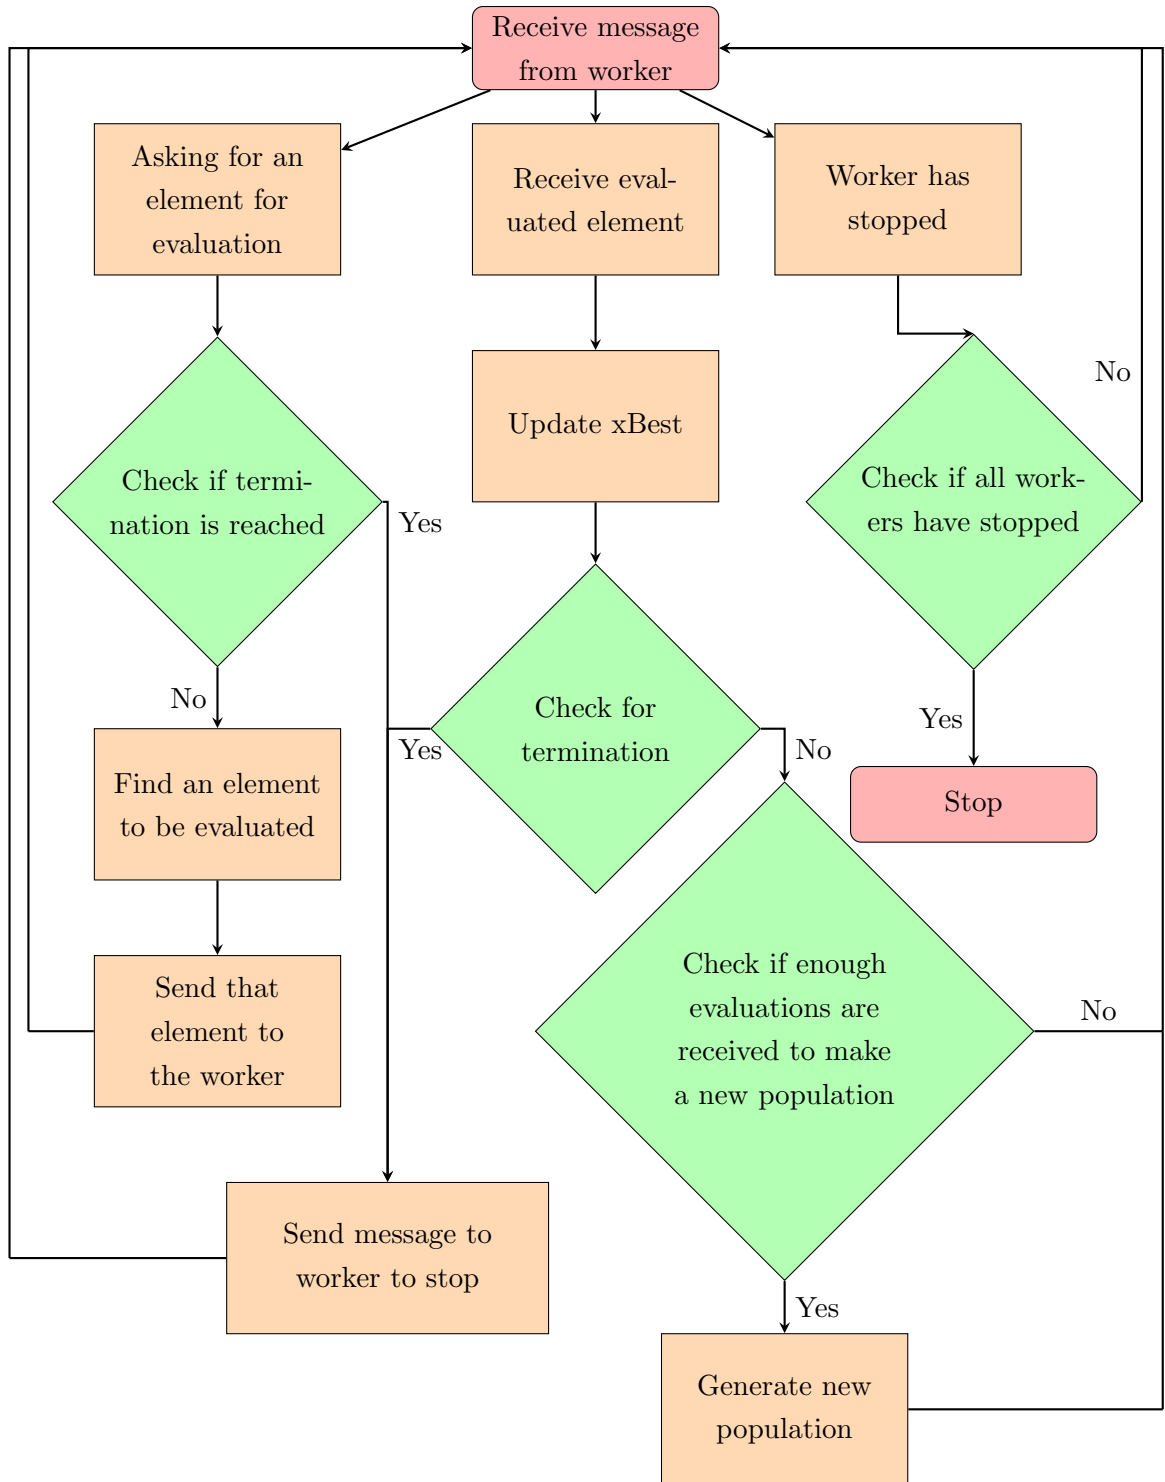 Receive message
from worker
Asking for an
element for
evaluation
Receive eval-
uated element
Worker has
stopped
No
Update xBest
Check if termi-
nation is reached
Yes
Check if all work-
ers have stopped
No
Check for
termination
Yes
No
Yes
Stop
Find an element
to be evaluated
Send that
element to
the worker
Check if enough
evaluations are
received to make
a new population
No
Send message to
worker to stop
Yes
Generate new
population